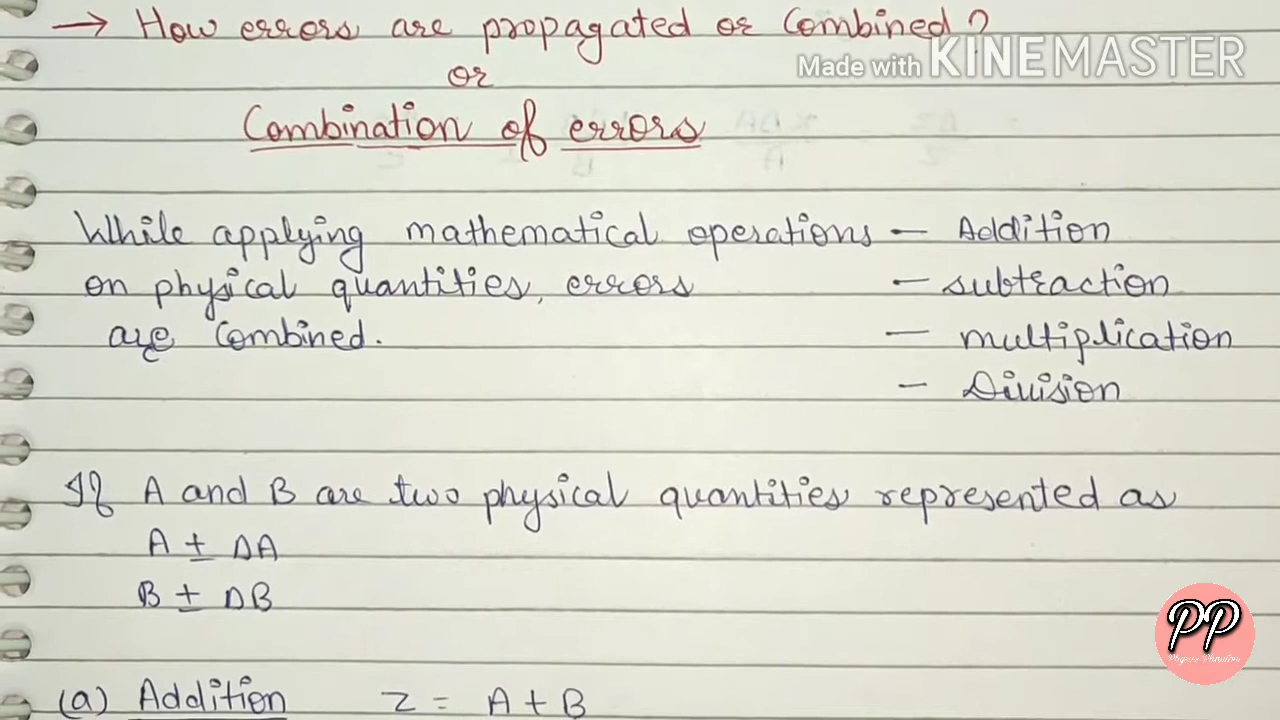 → How errors are propagated or Combined?
Made with KINEMASTER
or
Combination of errors
While applying mathematical operations — Addition
on physical quantities, errors — subtraction
are Combined. — multiplication
— Division
If A and B are two physical quantities represented as
A ± ΔA
B ± ΔB
PP
(a) Addition Z = A + B